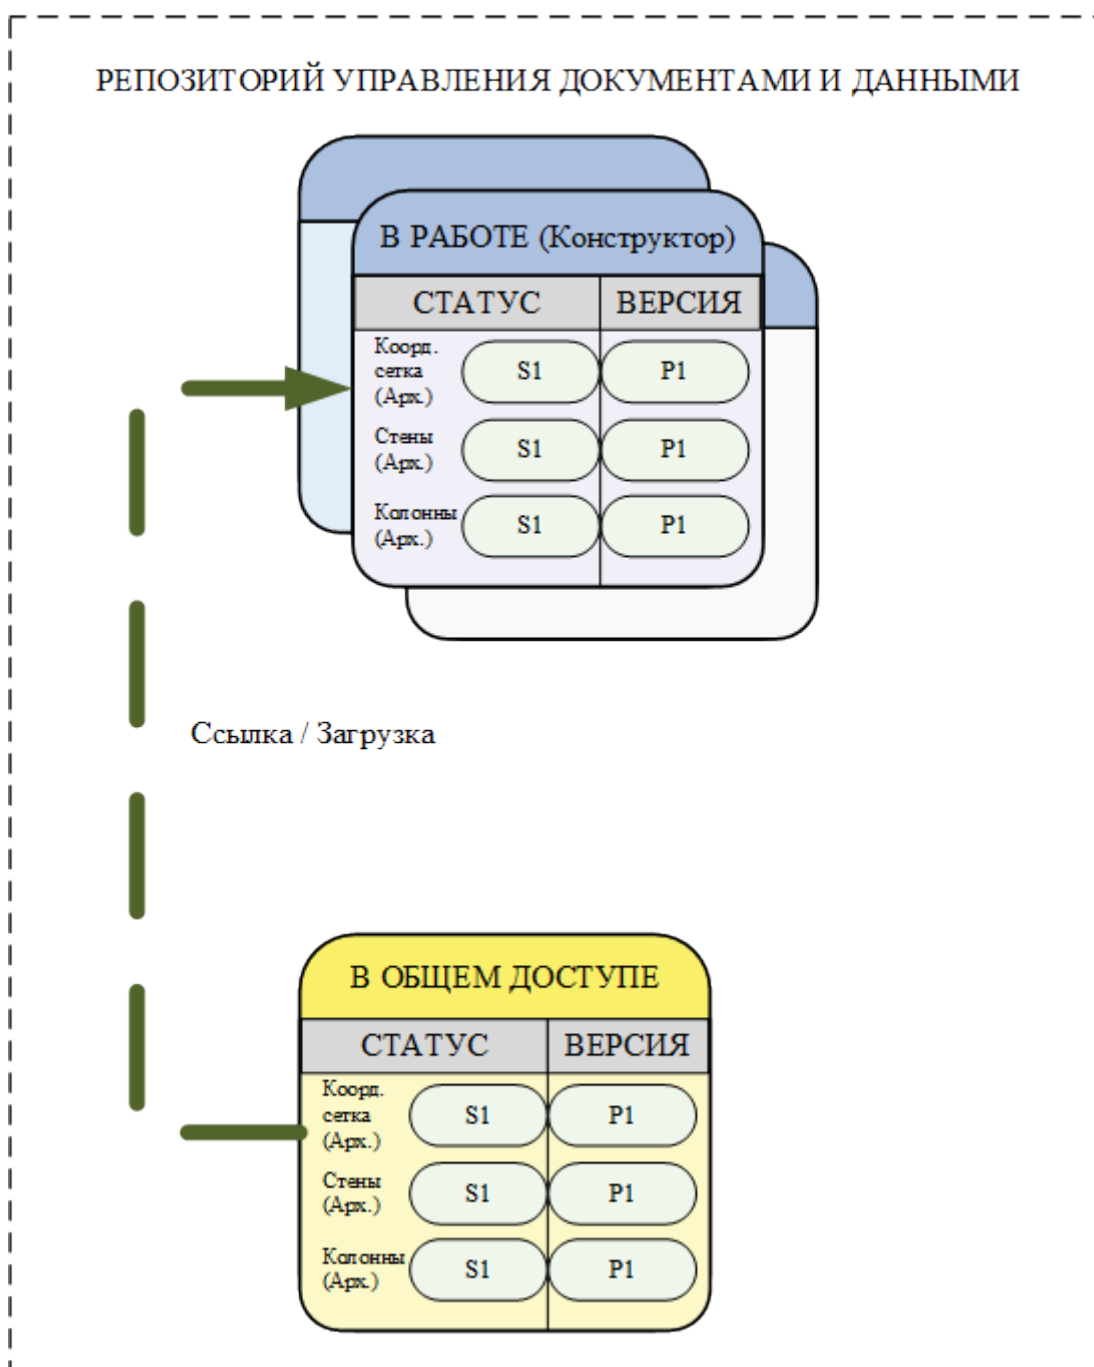 РЕПОЗИТОРИЙ УПРАВЛЕНИЯ ДОКУМЕНТАМИ И ДАННЫМИ
В РАБОТЕ (Конструктор)
СТАТУС ВЕРСИЯ
Коорд.
сетка
(Арх.)
S1 P1
Стены
(Арх.)
S1 P1
Колонны
(Арх.)
S1 P1
Ссылка / Загрузка
В ОБЩЕМ ДОСТУПЕ
СТАТУС ВЕРСИЯ
Коорд.
сетка
(Арх.)
S1 P1
Стены
(Арх.)
S1 P1
Колонны
(Арх.)
S1 P1